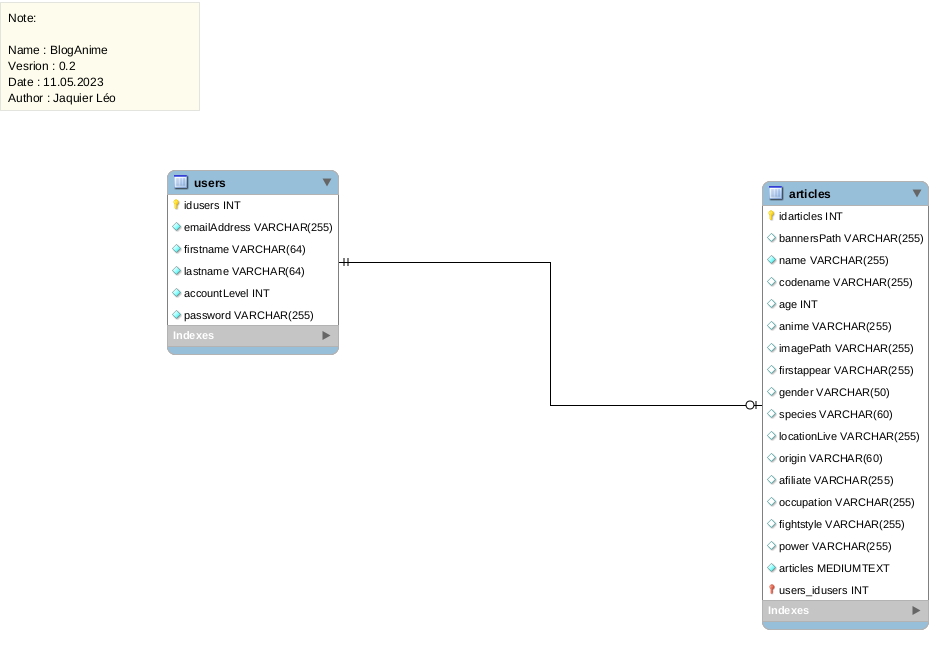 Note:
Name : BlogAnime
Vesrion : 0.2
Date : 11.05.2023
Author : Jaquier Léo
users
idusers INT
emailAddress VARCHAR(255)
firstname VARCHAR(64)
lastname VARCHAR(64)
accountLevel INT
password VARCHAR(255)
Indexes
articles
idarticles INT
bannersPath VARCHAR(255)
name VARCHAR(255)
codename VARCHAR(255)
age INT
anime VARCHAR(255)
imagePath VARCHAR(255)
firstappear VARCHAR(255)
gender VARCHAR(50)
species VARCHAR(60)
locationLive VARCHAR(255)
origin VARCHAR(60)
afiliate VARCHAR(255)
occupation VARCHAR(255)
fightstyle VARCHAR(255)
power VARCHAR(255)
articles MEDIUMTEXT
users_idusers INT
Indexes